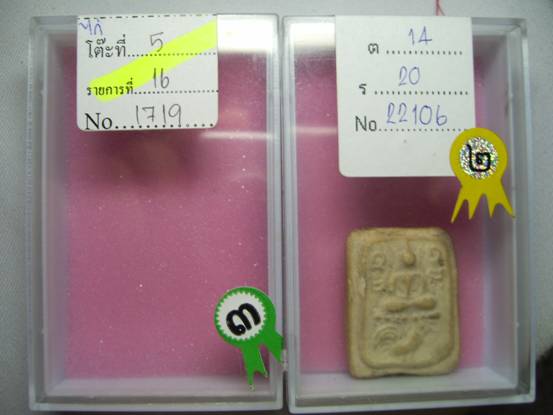 ไก่
โต๊ะที่ 5
รายการที่ 16
No. 1719
ต 14
ร 20
No. 22106
๒
๓